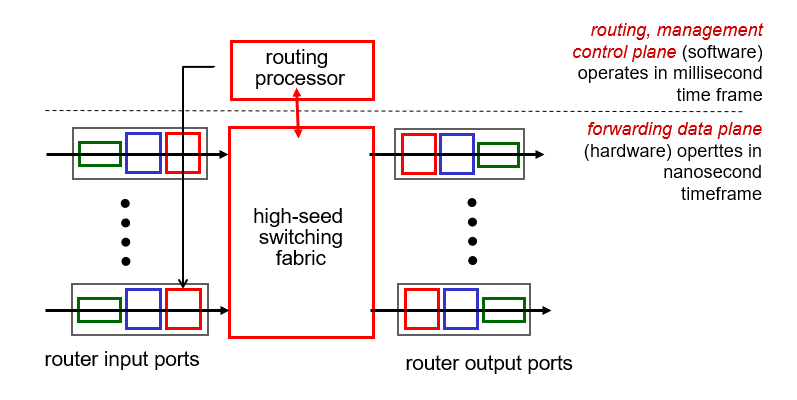 routing
processor
routing, management
control plane (software)
operates in millisecond
time frame
forwarding data plane
(hardware) operttes in
nanosecond
timeframe
high-seed
switching
fabric
router input ports
router output ports